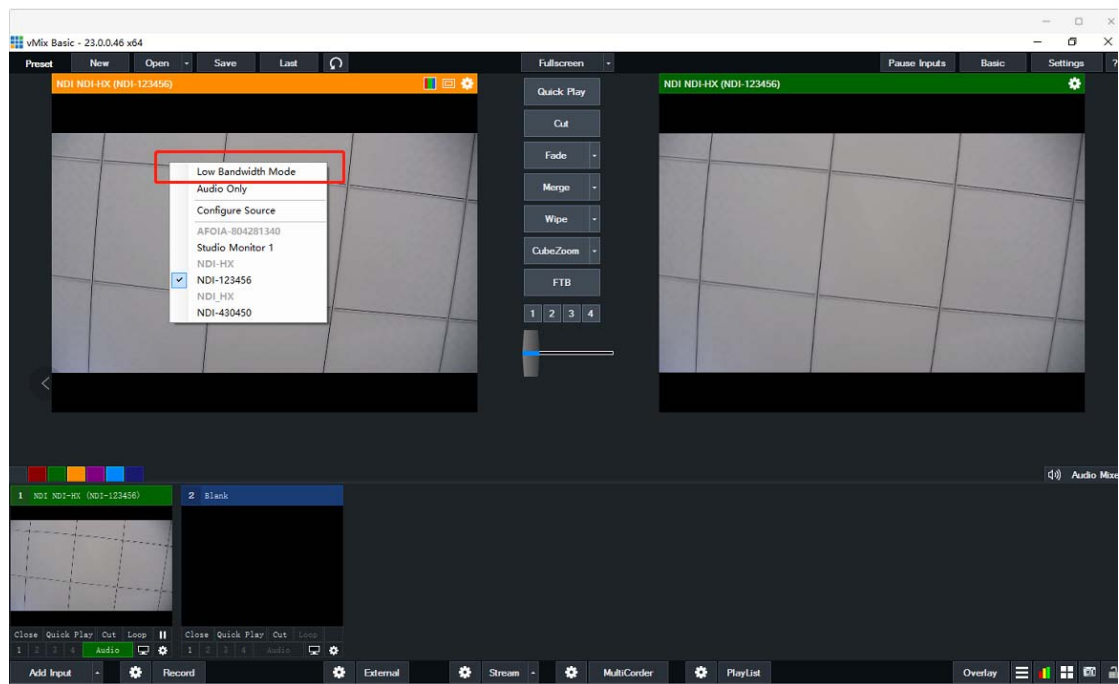 vMix Basic - 23.0.0.46 x64
Preset New Open Save Last Fullscreen Pause Inputs Basic Settings ?
NDI NDI-HX (NDI-123456)
NDI NDI-HX (NDI-123456)
Quick Play
Cut
Fade
Merge
Wipe
CubeZoom
FTB
1 2 3 4
Low Bandwidth Mode
Audio Only
Configure Source
AFOIA-804281340
Studio Monitor 1
NDI-HX
NDI-123456
NDI_HX
NDI-430450
Audio Mixe
1 NDI NDI-HX (NDI-123456) 2 Blank
Close Quick Play Cut Loop Close Quick Play Cut Loop
1 2 3 4 Audio 1 2 3 4 Audio
Add Input Record External Stream MultiCorder PlayList Overlay